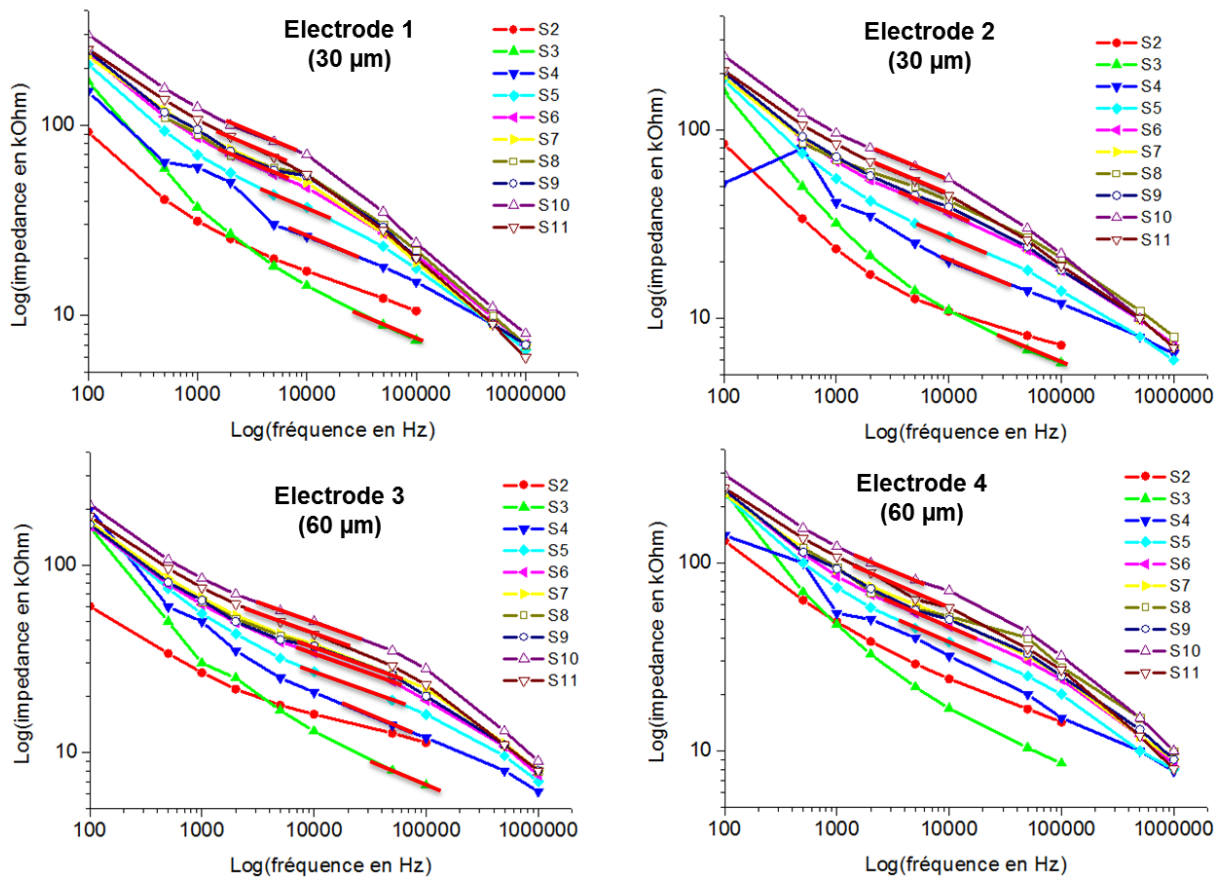 Electrode 1
(30 µm)
S2
S3
S4
S5
S6
S7
S8
S9
S10
S11
100
10
Log(impedance en kOhm)
100 1000 10000 100000 1000000
Log(fréquence en Hz)
Electrode 2
(30 µm)
S2
S3
S4
S5
S6
S7
S8
S9
S10
S11
100
10
Log(impedance en kOhm)
100 1000 10000 100000 1000000
Log(fréquence en Hz)
Electrode 3
(60 µm)
S2
S3
S4
S5
S6
S7
S8
S9
S10
S11
100
10
Log(impedance en kOhm)
100 1000 10000 100000 1000000
Log(fréquence en Hz)
Electrode 4
(60 µm)
S2
S3
S4
S5
S6
S7
S8
S9
S10
S11
100
10
Log(impedance en kOhm)
100 1000 10000 100000 1000000
Log(fréquence en Hz)